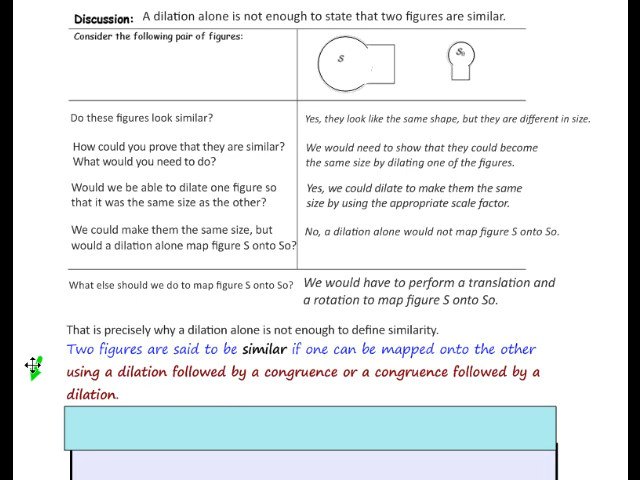 Discussion: A dilation alone is not enough to state that two figures are similar.
Consider the following pair of figures:
S
S₀
Do these figures look similar?
Yes, they look like the same shape, but they are different in size.
How could you prove that they are similar?
What would you need to do?
We would need to show that they could become
the same size by dilating one of the figures.
Would we be able to dilate one figure so
that it was the same size as the other?
Yes, we could dilate to make them the same
size by using the appropriate scale factor.
We could make them the same size, but
would a dilation alone map figure S onto So?
No, a dilation alone would not map figure S onto So.
What else should we do to map figure S onto So?
We would have to perform a translation and
a rotation to map figure S onto So.
That is precisely why a dilation alone is not enough to define similarity.
Two figures are said to be similar if one can be mapped onto the other
using a dilation followed by a congruence or a congruence followed by a
dilation.